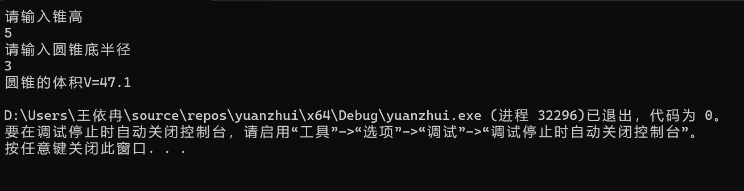 请输入锥高
5
请输入圆锥底半径
3
圆锥的体积V=47.1
D:\Users\王依冉\source\repos\yuanzhui\x64\Debug\yuanzhui.exe (进程 32296)已退出，代码为 0。
要在调试停止时自动关闭控制台，请启用“工具”->“选项”->“调试”->“调试停止时自动关闭控制台”。
按任意键关闭此窗口. . .